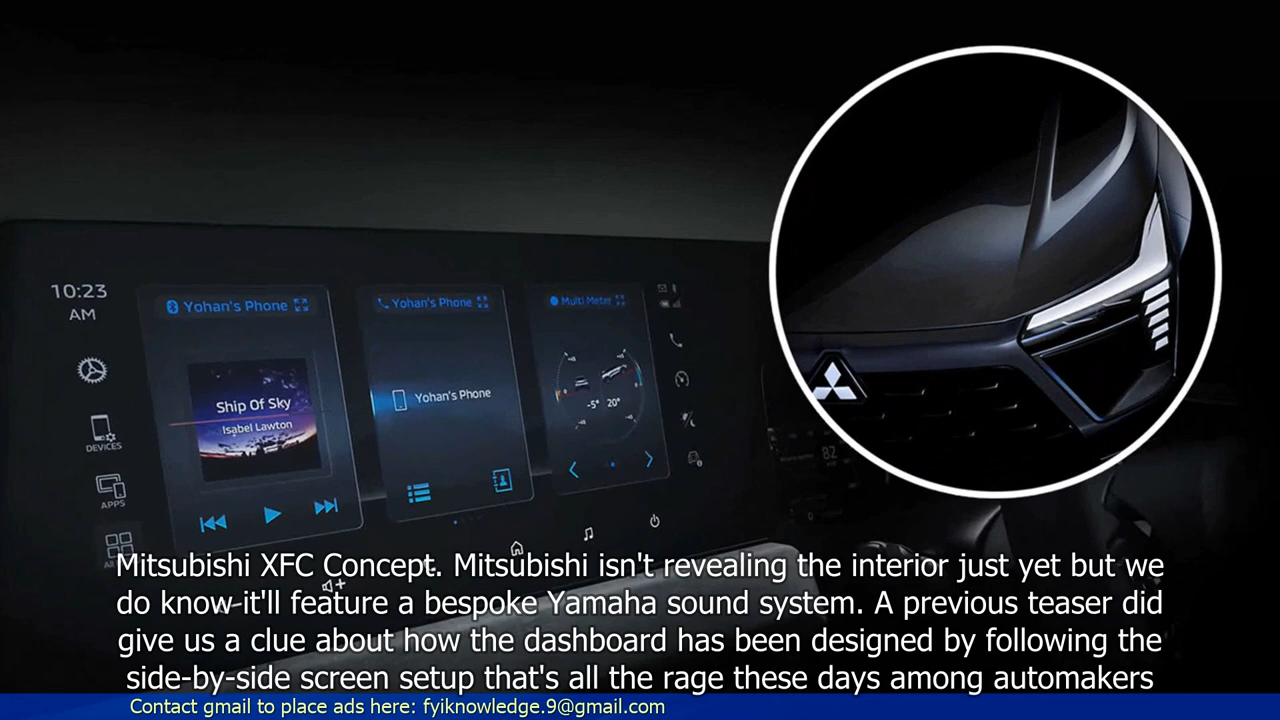 10:23
AM
Yohan's Phone
Yohan's Phone
Multi Meter
Ship Of Sky
Isabel Lawton
Yohan's Phone
-5° 20°
DEVICES
APPS
82
Mitsubishi XFC Concept. Mitsubishi isn't revealing the interior just yet but we
do know it'll feature a bespoke Yamaha sound system. A previous teaser did
give us a clue about how the dashboard has been designed by following the
side-by-side screen setup that's all the rage these days among automakers
Contact gmail to place ads here: fyiknowledge.9@gmail.com